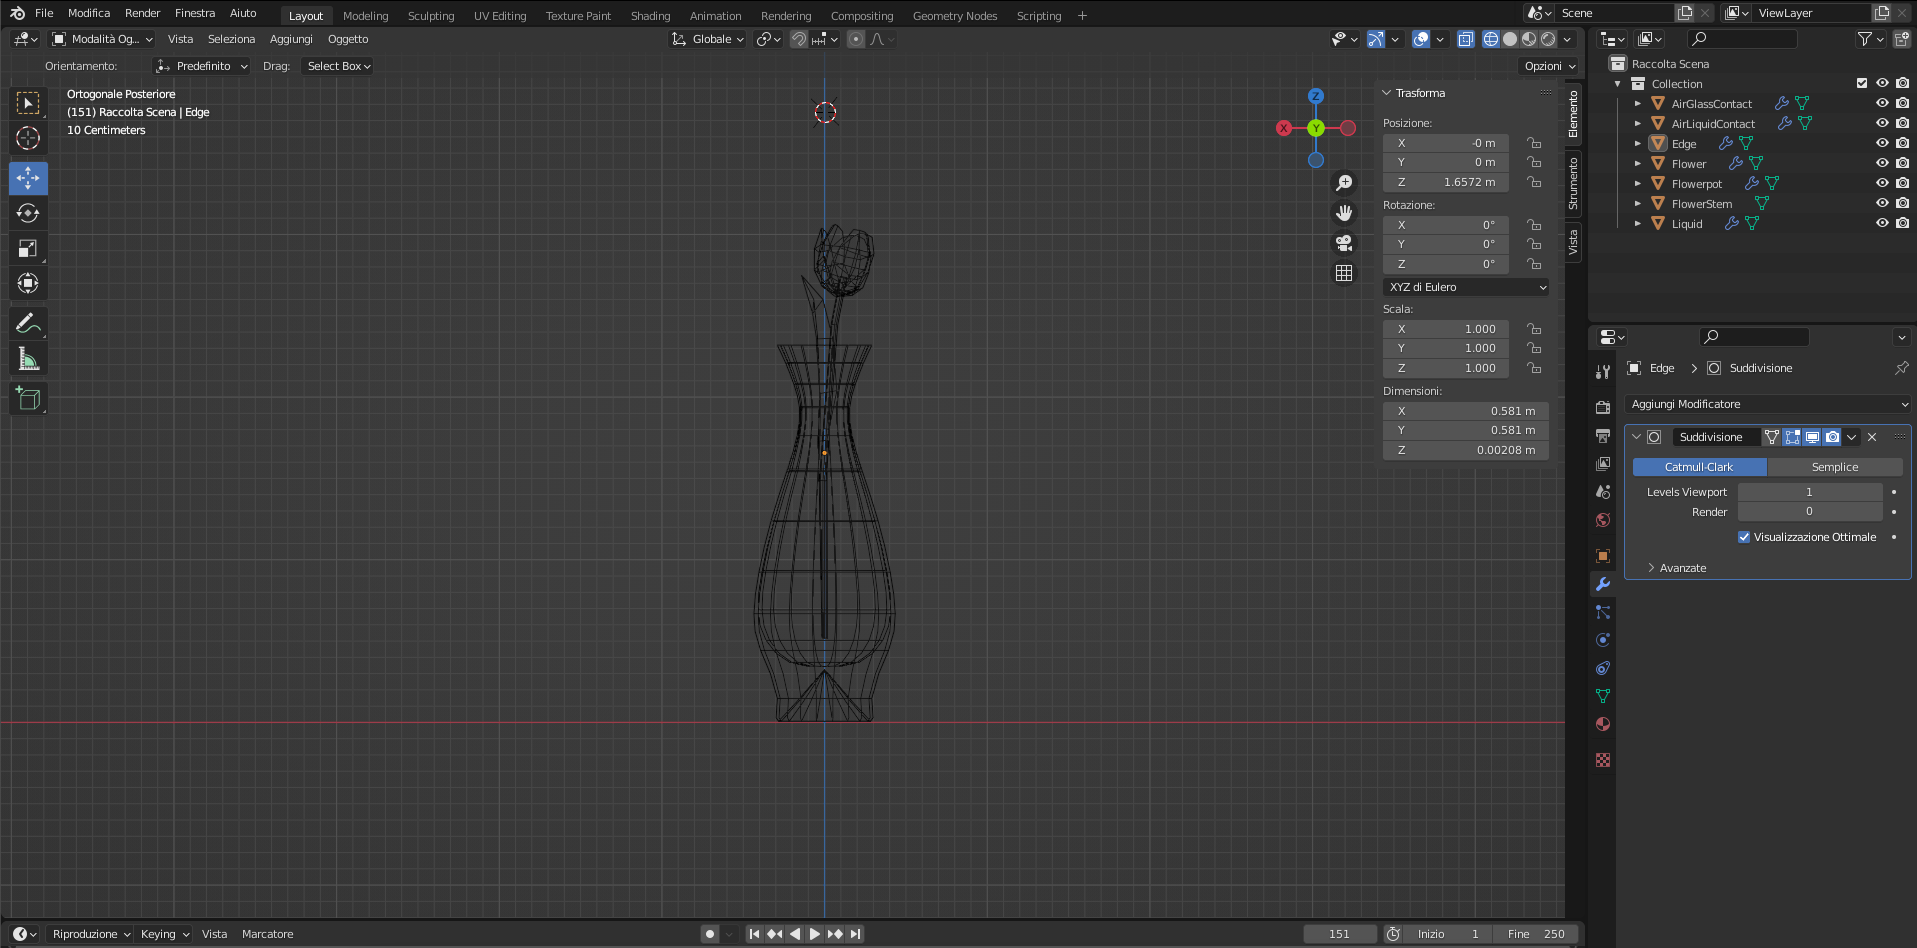 File Modifica Render Finestra Aiuto Layout Modeling Sculpting UV Editing Texture Paint Shading Animation Rendering Compositing Geometry Nodes Scripting + Scene ViewLayer
Modalità Og... Vista Seleziona Aggiungi Oggetto Globale
Orientamento: Predefinito Drag: Select Box Opzioni
Ortogonale Posteriore
(151) Raccolta Scena | Edge
10 Centimeters
Z
X
Y
Trasforma
Posizione:
X -0 m
Y 0 m
Z 1.6572 m
Rotazione:
X 0°
Y 0°
Z 0°
XYZ di Eulero
Scala:
X 1.000
Y 1.000
Z 1.000
Dimensioni:
X 0.581 m
Y 0.581 m
Z 0.00208 m
Elemento
Strumento
Vista
Raccolta Scena
Collection
AirGlassContact
AirLiquidContact
Edge
Flower
Flowerpot
FlowerStem
Liquid
Edge Suddivisione
Aggiungi Modificatore
Suddivisione
Catmull-Clark Semplice
Levels Viewport 1
Render 0
Visualizzazione Ottimale
Avanzate
Riproduzione Keying Vista Marcatore 151 Inizio 1 Fine 250